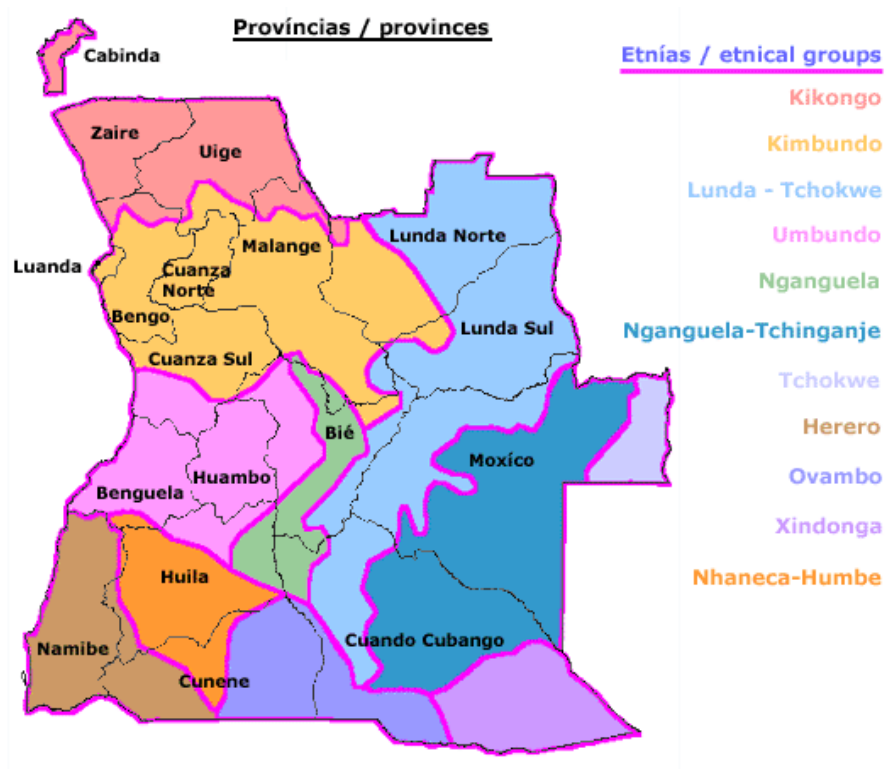 Províncias / provinces
Cabinda
Etnías / etnical groups
Kikongo
Zaire
Kimbundo
Uige
Lunda - Tchokwe
Umbundo
Lunda Norte
Malange
Luanda
Cuanza
Norte
Nganguela
Bengo
Lunda Sul
Nganguela-Tchinganje
Cuanza Sul
Tchokwe
Herero
Bié
Moxíco
Huambo
Ovambo
Benguela
Xindonga
Huila
Nhaneca-Humbe
Cuando Cubango
Namibe
Cunene